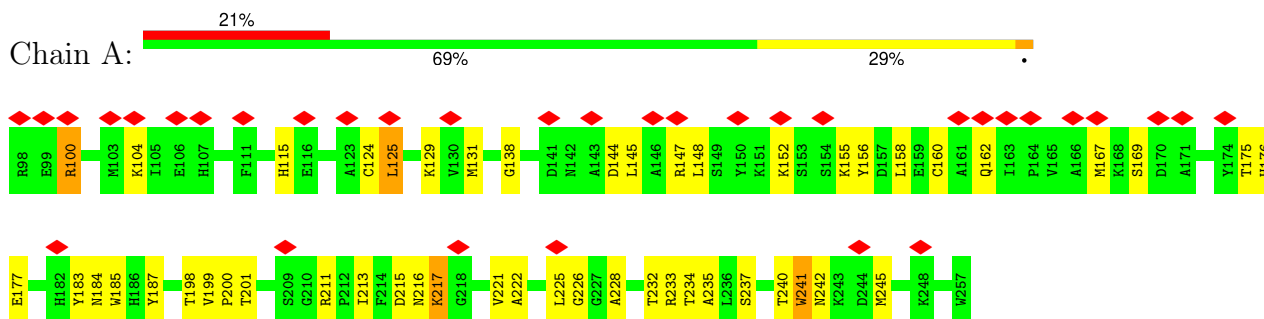 21%
Chain A:
69% 29% •
R98 E99 R100 M103 K104 I105 E106 H107 F111 H115 E116 A123 C124 L125 K129 V130 M131 G138 D141 N142 A143 D144 L145 A146 R147 L148 S149 Y150 K151 K152 S153 S154 K155 Y156 D157 L158 E159 C160 A161 Q162 I163 P164 V165 A166 M167 K168 S169 D170 A171 Y174 T175
E177 H182 Y183 N184 W185 H186 Y187 T198 V199 P200 T201 S209 G210 R211 P212 I213 F214 D215 N216 K217 G218 V221 A222 L225 G226 G227 A228 T232 R233 T234 A235 L236 S237 T240 W241 N242 K243 D244 M245 K248 W257